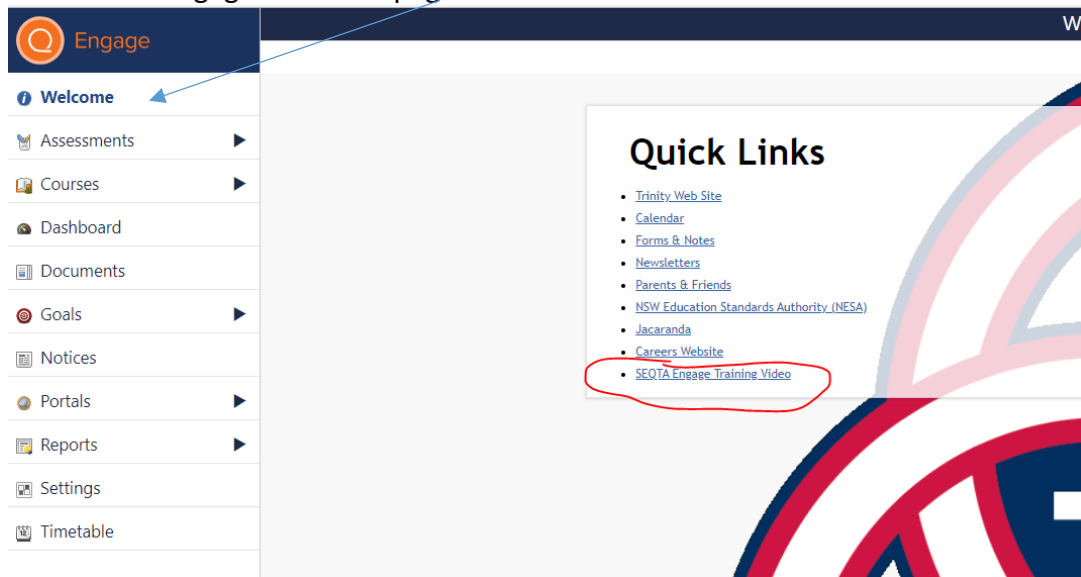 Engage
W
Welcome
Assessments
Courses
Dashboard
Documents
Goals
Notices
Portals
Reports
Settings
Timetable
Quick Links
Trinity Web Site
Calendar
Forms & Notes
Newsletters
Parents & Friends
NSW Education Standards Authority (NESA)
Jacaranda
Careers Website
SEQTA Engage Training Video